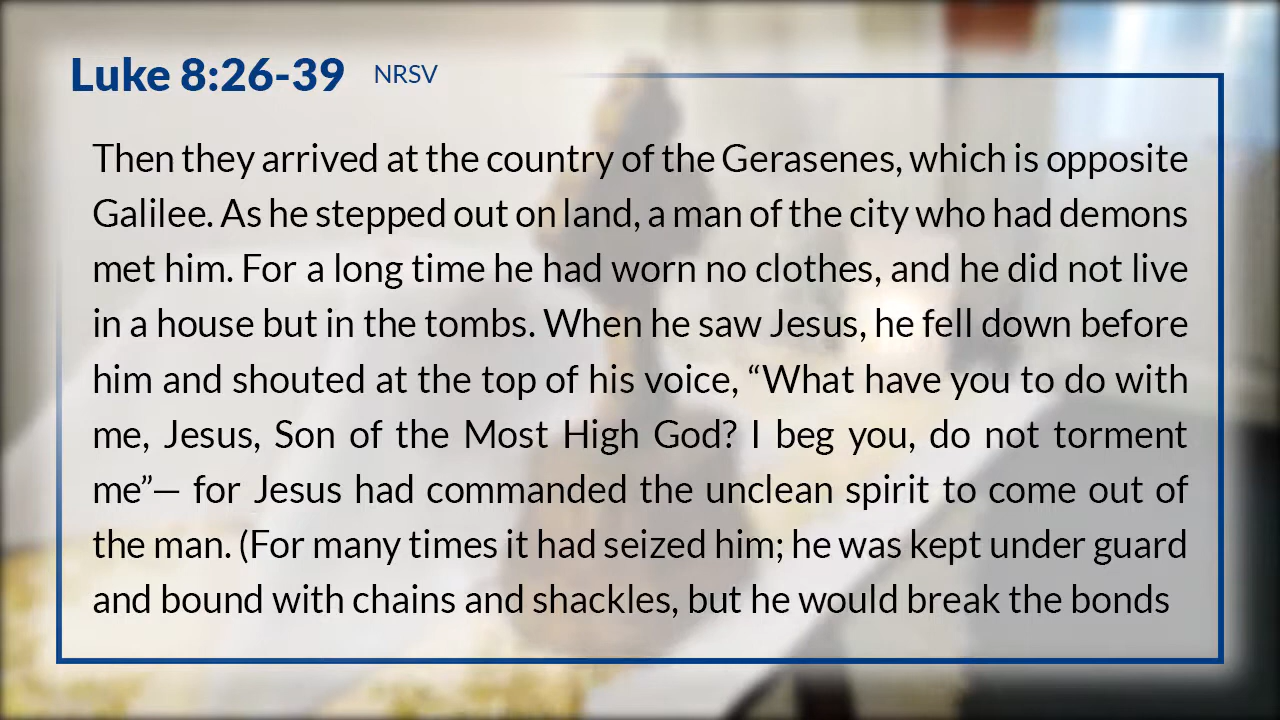 Luke 8:26-39 NRSV
Then they arrived at the country of the Gerasenes, which is opposite
Galilee. As he stepped out on land, a man of the city who had demons
met him. For a long time he had worn no clothes, and he did not live
in a house but in the tombs. When he saw Jesus, he fell down before
him and shouted at the top of his voice, “What have you to do with
me, Jesus, Son of the Most High God? I beg you, do not torment
me”— for Jesus had commanded the unclean spirit to come out of
the man. (For many times it had seized him; he was kept under guard
and bound with chains and shackles, but he would break the bonds